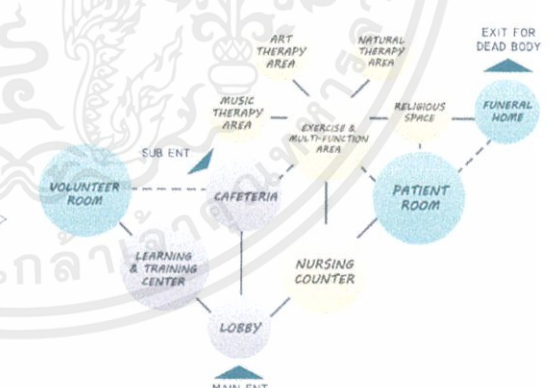 ART
THERAPY
AREA
NATURAL
THERAPY
AREA
EXIT FOR
DEAD BODY
MUSIC
THERAPY
AREA
EXERCISE &
MULTI-FUNCTION
AREA
RELIGIOUS
SPACE
FUNERAL
HOME
SUB ENT
VOLUNTEER
ROOM
CAFETERIA
PATIENT
ROOM
LEARNING
& TRAINING
CENTER
NURSING
COUNTER
LOBBY
MAIN ENT